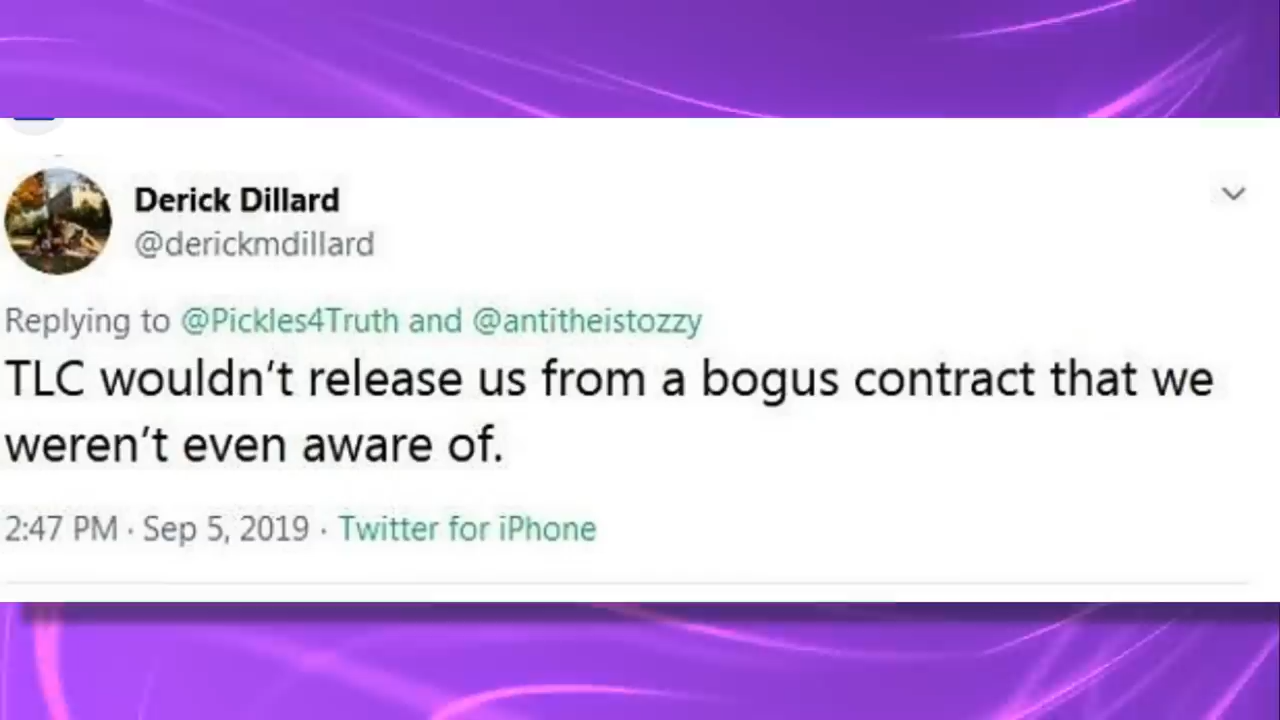 Derick Dillard
@derickmdillard
Replying to @Pickles4Truth and @antitheistozzy
TLC wouldn’t release us from a bogus contract that we
weren’t even aware of.
2:47 PM · Sep 5, 2019 · Twitter for iPhone